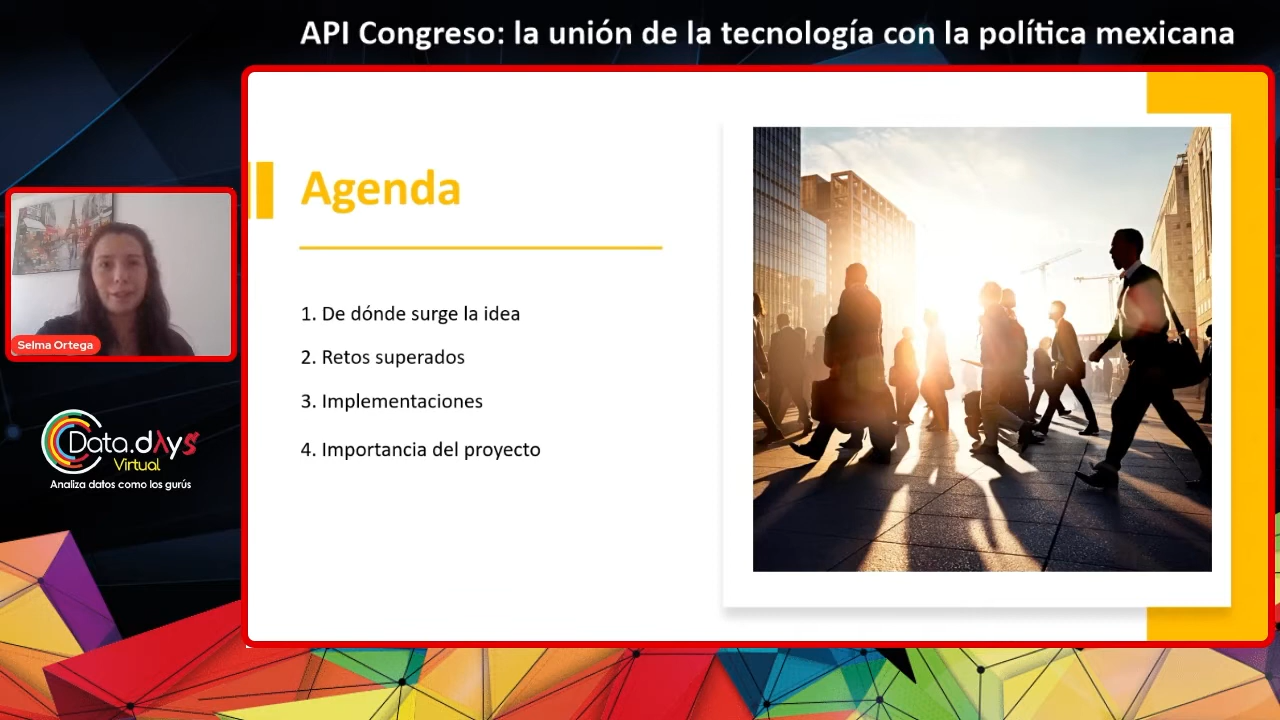 API Congreso: la unión de la tecnología con la política mexicana
Agenda
1. De dónde surge la idea
2. Retos superados
3. Implementaciones
4. Importancia del proyecto
Selma Ortega
Data.dAys
Virtual
Analiza datos como los gurús